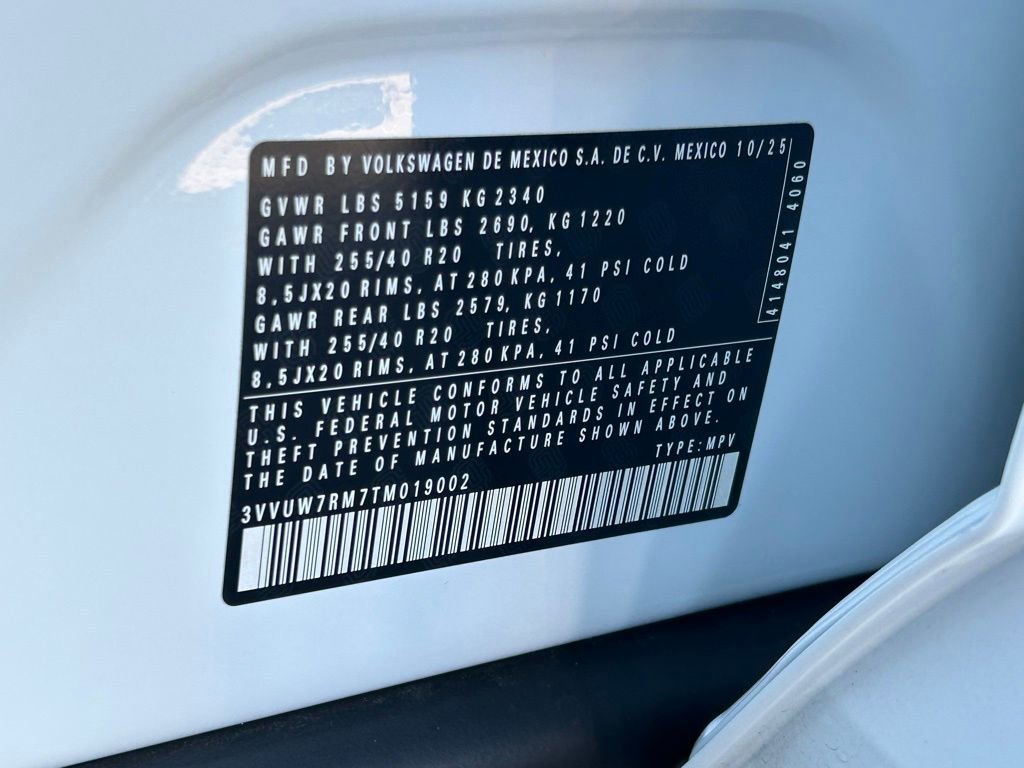 MFD BY VOLKSWAGEN DE MEXICO S.A. DE C.V. MEXICO 10/25
GVWR LBS 5159 KG 2340
GAWR FRONT LBS 2690, KG 1220
WITH 255/40 R20 TIRES,
8,5JX20 RIMS, AT 280 KPA, 41 PSI COLD
GAWR REAR LBS 2579, KG 1170
WITH 255/40 R20 TIRES,
8,5JX20 RIMS, AT 280 KPA, 41 PSI COLD
4148041 4060
THIS VEHICLE CONFORMS TO ALL APPLICABLE
U.S. FEDERAL MOTOR VEHICLE SAFETY AND
THEFT PREVENTION STANDARDS IN EFFECT ON
THE DATE OF MANUFACTURE SHOWN ABOVE.
TYPE: MPV
3VVUW7RM7TM019002